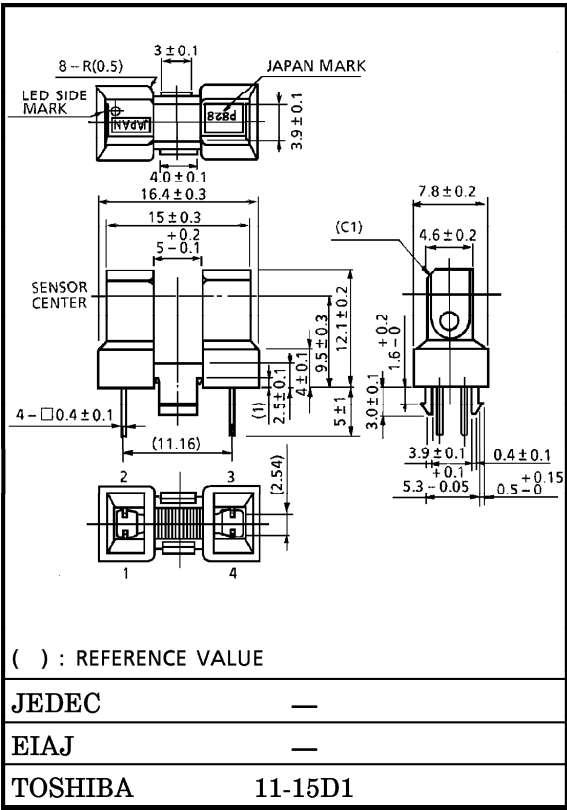 3±0.1
8-R(0.5)
JAPAN MARK
LED SIDE
MARK
JAPAN
P828
3.9±0.1
4.0±0.1
16.4±0.3
15±0.3
+0.2
5-0.1
7.8±0.2
(C1)
4.6±0.2
SENSOR
CENTER
9.5±0.3
12.1±0.2
+0.2
1.6-0
(1)
2.5±0.1
4±0.1
5±1
3.0±0.1
4-□0.4±0.1
(11.16)
3.9±0.1
0.4±0.1
+0.1
5.3-0.05
+0.15
0.5-0
2
3
(2.54)
1
4
( ) : REFERENCE VALUE
JEDEC —
EIAJ —
TOSHIBA 11-15D1